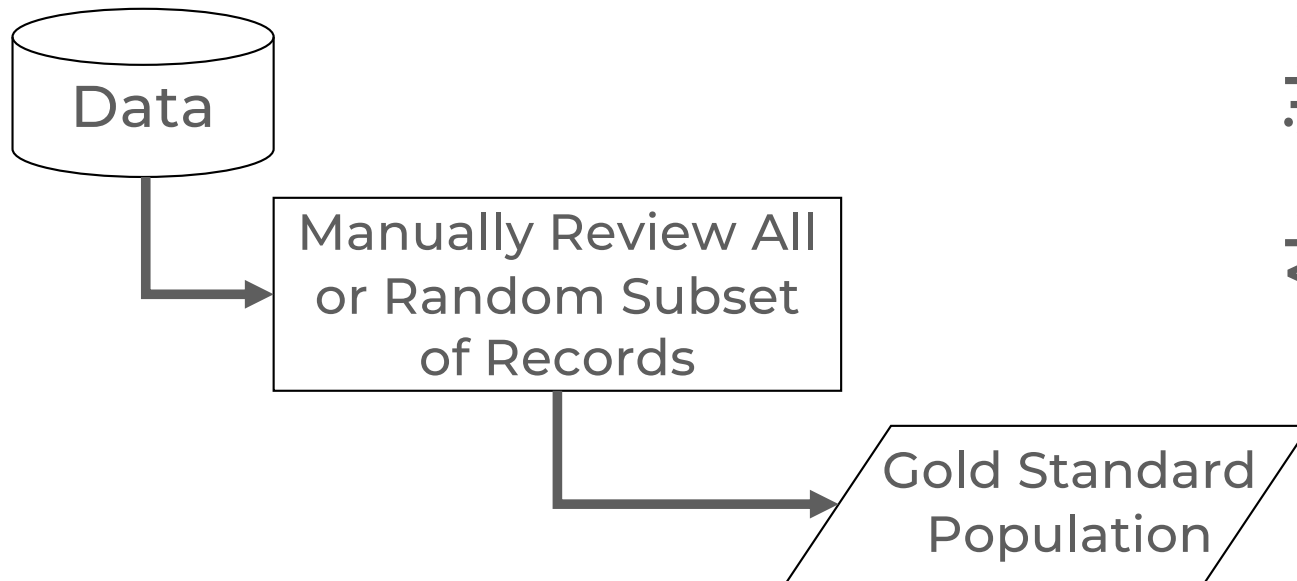 Data
Manually Review All
or Random Subset
of Records
Gold Standard
Population